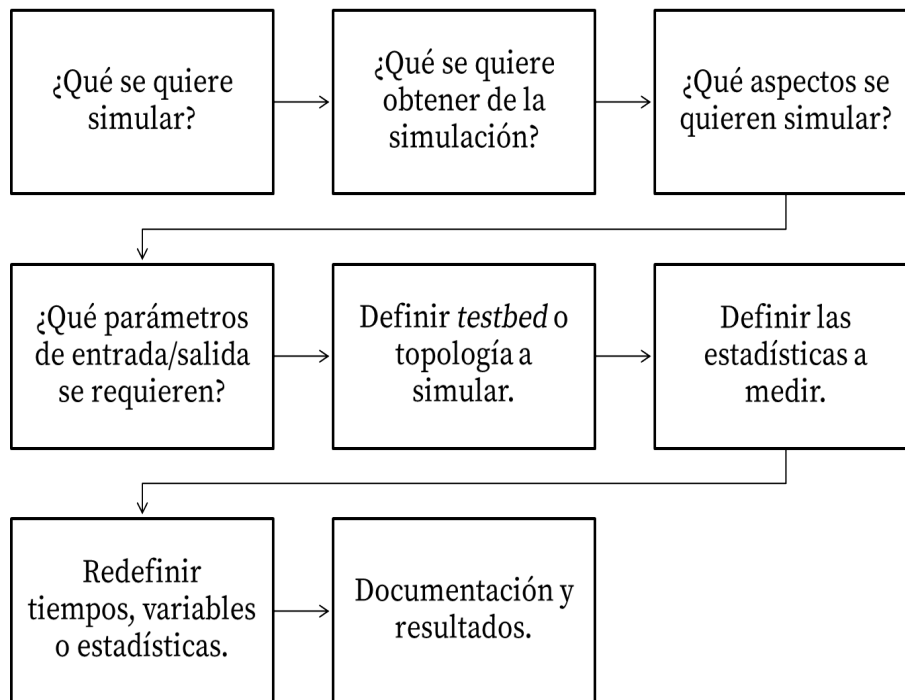 ¿Qué se quiere
simular?
¿Qué se quiere
obtener de la
simulación?
¿Qué aspectos se
quieren simular?
¿Qué parámetros
de entrada/salida
se requieren?
Definir testbed o
topología a
simular.
Definir las
estadísticas a
medir.
Redefinir
tiempos, variables
o estadísticas.
Documentación y
resultados.